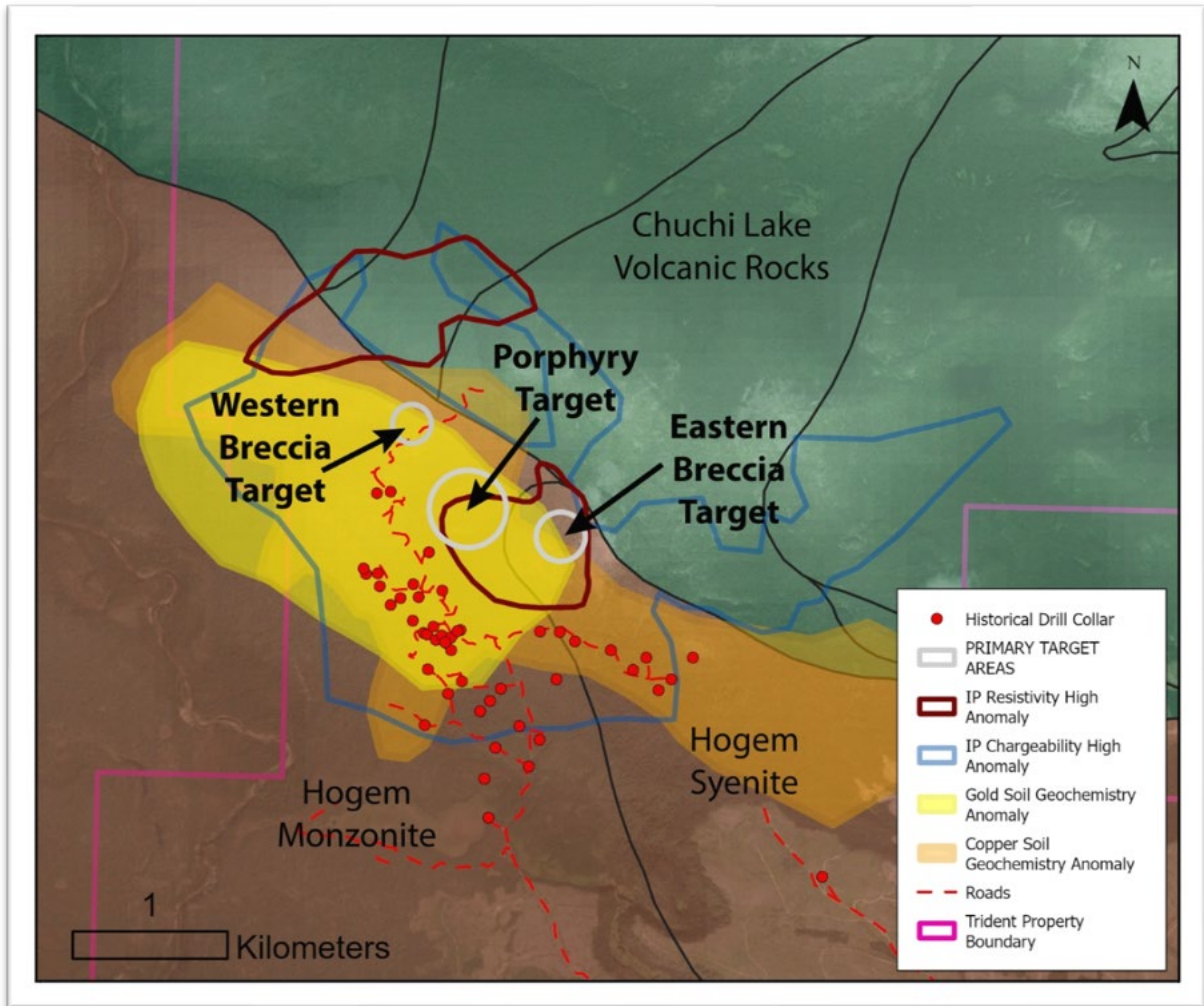 N
Chuchi Lake
Volcanic Rocks
Porphyry
Target
Western
Breccia
Target
Eastern
Breccia
Target
Hogem
Syenite
Hogem
Monzonite
1
Kilometers
Historical Drill Collar
PRIMARY TARGET
AREAS
IP Resistivity High
Anomaly
IP Chargeability High
Anomaly
Gold Soil Geochemistry
Anomaly
Copper Soil
Geochemistry Anomaly
Roads
Trident Property
Boundary